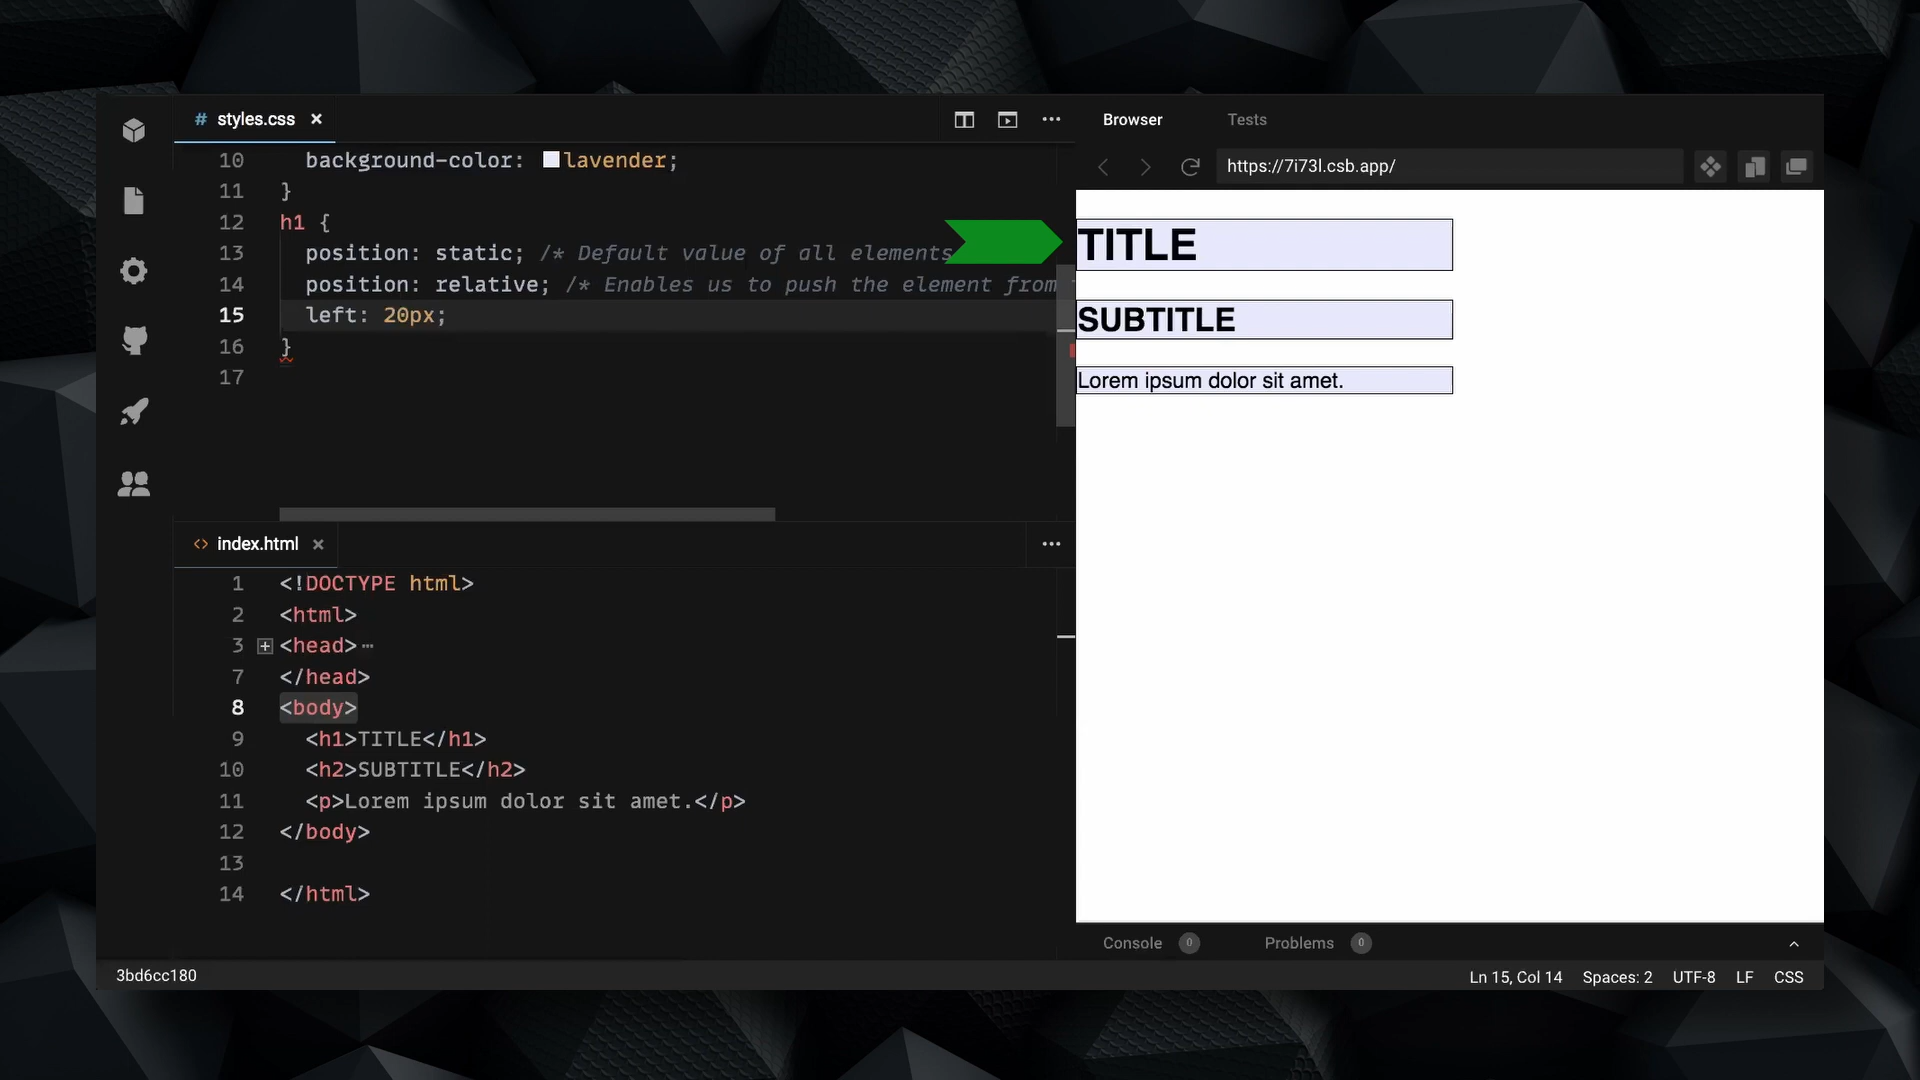 # styles.css ×
10 background-color: lavender;
11 }
12 h1 {
13 position: static; /* Default value of all elements
14 position: relative; /* Enables us to push the element from
15 left: 20px;
16 }
17
<> index.html ×
1 <!DOCTYPE html>
2 <html>
3 <head>
7 </head>
8 <body>
9 <h1>TITLE</h1>
10 <h2>SUBTITLE</h2>
11 <p>Lorem ipsum dolor sit amet.</p>
12 </body>
13
14 </html>
Browser Tests
https://7i73l.csb.app/
TITLE
SUBTITLE
Lorem ipsum dolor sit amet.
Console 0 Problems 0
3bd6cc180
Ln 15, Col 14 Spaces: 2 UTF-8 LF CSS